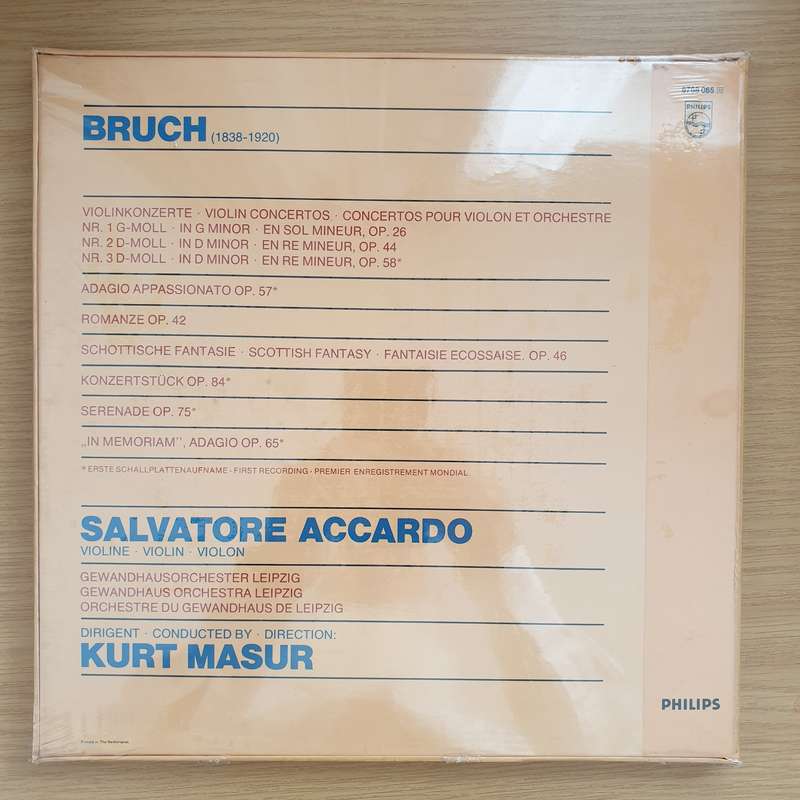 6768 065
PHILIPS
BRUCH (1838-1920)
VIOLINKONZERTE · VIOLIN CONCERTOS · CONCERTOS POUR VIOLON ET ORCHESTRE
NR. 1 G-MOLL · IN G MINOR · EN SOL MINEUR, OP. 26
NR. 2 D-MOLL · IN D MINOR · EN RE MINEUR, OP. 44
NR. 3 D-MOLL · IN D MINOR · EN RE MINEUR, OP. 58*
ADAGIO APPASSIONATO OP. 57*
ROMANZE OP. 42
SCHOTTISCHE FANTASIE · SCOTTISH FANTASY · FANTAISIE ECOSSAISE. OP. 46
KONZERTSTÜCK OP. 84*
SERENADE OP. 75*
„IN MEMORIAM”, ADAGIO OP. 65*
* ERSTE SCHALLPLATTENAUFNAME · FIRST RECORDING · PREMIER ENREGISTREMENT MONDIAL
SALVATORE ACCARDO
VIOLINE · VIOLIN · VIOLON
GEWANDHAUSORCHESTER LEIPZIG
GEWANDHAUS ORCHESTRA LEIPZIG
ORCHESTRE DU GEWANDHAUS DE LEIPZIG
DIRIGENT · CONDUCTED BY · DIRECTION:
KURT MASUR
PHILIPS
Printed in The Netherlands